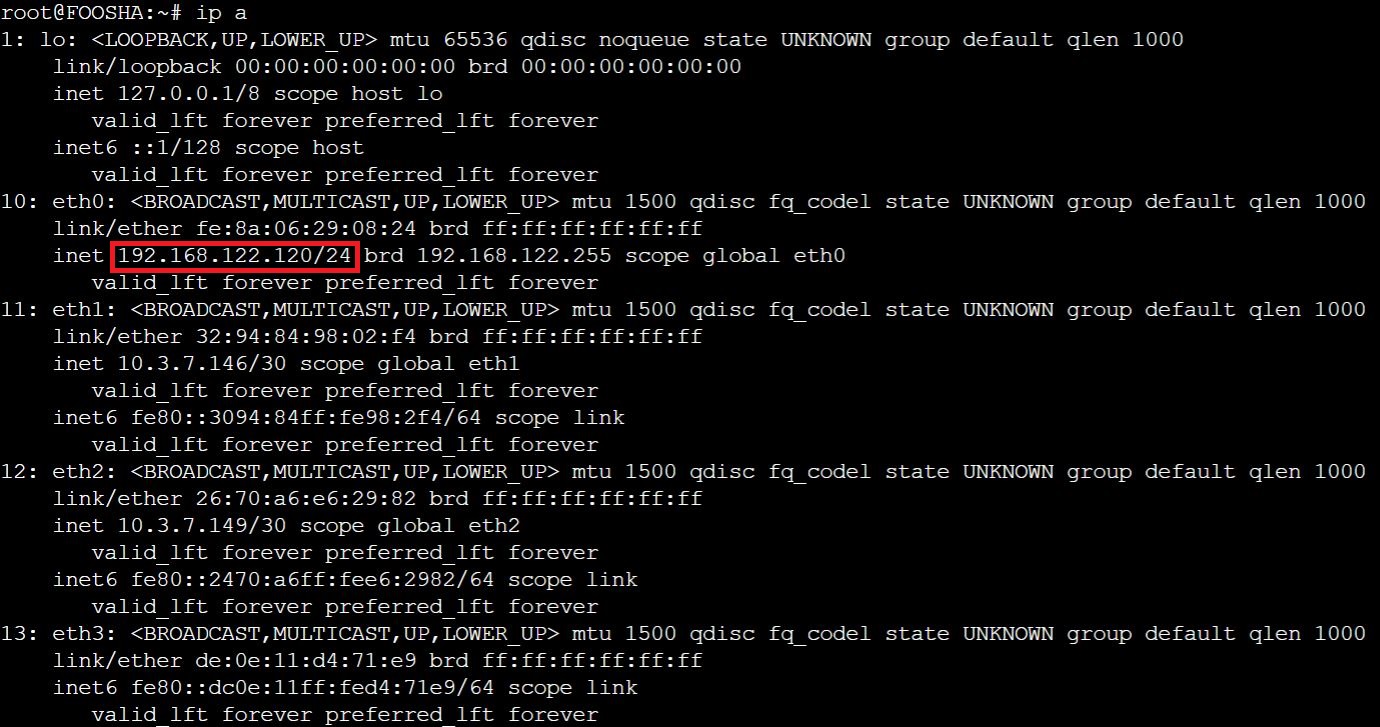 root@FOOSHA:~# ip a
1: lo: <LOOPBACK,UP,LOWER_UP> mtu 65536 qdisc noqueue state UNKNOWN group default qlen 1000
    link/loopback 00:00:00:00:00:00 brd 00:00:00:00:00:00
    inet 127.0.0.1/8 scope host lo
       valid_lft forever preferred_lft forever
    inet6 ::1/128 scope host
       valid_lft forever preferred_lft forever
10: eth0: <BROADCAST,MULTICAST,UP,LOWER_UP> mtu 1500 qdisc fq_codel state UNKNOWN group default qlen 1000
    link/ether fe:8a:06:29:08:24 brd ff:ff:ff:ff:ff:ff
    inet 192.168.122.120/24 brd 192.168.122.255 scope global eth0
       valid_lft forever preferred_lft forever
11: eth1: <BROADCAST,MULTICAST,UP,LOWER_UP> mtu 1500 qdisc fq_codel state UNKNOWN group default qlen 1000
    link/ether 32:94:84:98:02:f4 brd ff:ff:ff:ff:ff:ff
    inet 10.3.7.146/30 scope global eth1
       valid_lft forever preferred_lft forever
    inet6 fe80::3094:84ff:fe98:2f4/64 scope link
       valid_lft forever preferred_lft forever
12: eth2: <BROADCAST,MULTICAST,UP,LOWER_UP> mtu 1500 qdisc fq_codel state UNKNOWN group default qlen 1000
    link/ether 26:70:a6:e6:29:82 brd ff:ff:ff:ff:ff:ff
    inet 10.3.7.149/30 scope global eth2
       valid_lft forever preferred_lft forever
    inet6 fe80::2470:a6ff:fee6:2982/64 scope link
       valid_lft forever preferred_lft forever
13: eth3: <BROADCAST,MULTICAST,UP,LOWER_UP> mtu 1500 qdisc fq_codel state UNKNOWN group default qlen 1000
    link/ether de:0e:11:d4:71:e9 brd ff:ff:ff:ff:ff:ff
    inet6 fe80::dc0e:11ff:fed4:71e9/64 scope link
       valid_lft forever preferred_lft forever